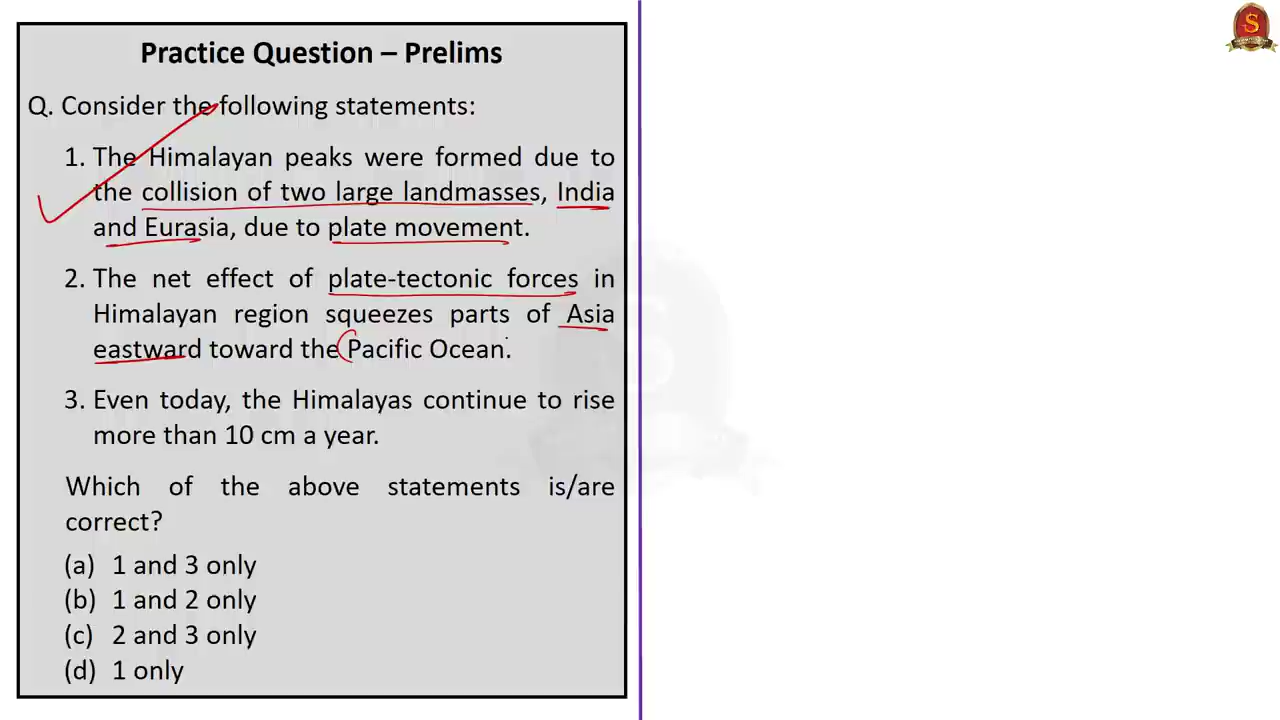 Practice Question – Prelims
Q. Consider the following statements:
1. The Himalayan peaks were formed due to
the collision of two large landmasses, India
and Eurasia, due to plate movement.
2. The net effect of plate-tectonic forces in
Himalayan region squeezes parts of Asia
eastward toward the Pacific Ocean.
3. Even today, the Himalayas continue to rise
more than 10 cm a year.
Which of the above statements is/are
correct?
(a) 1 and 3 only
(b) 1 and 2 only
(c) 2 and 3 only
(d) 1 only
S